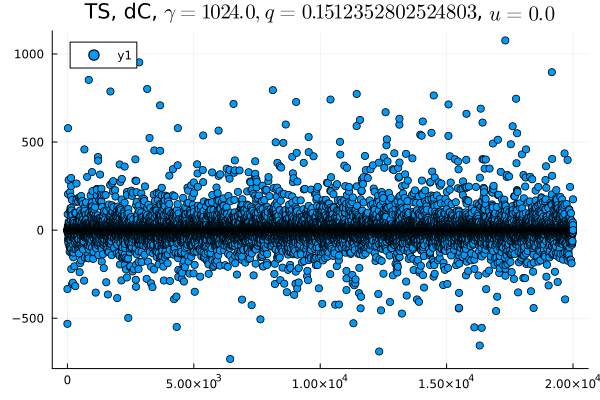 TS, dC, γ = 1024.0, q = 0.1512352802524803, u = 0.0
y1
1000
500
0
−500
0 5.00×10³ 1.00×10⁴ 1.50×10⁴ 2.00×10⁴